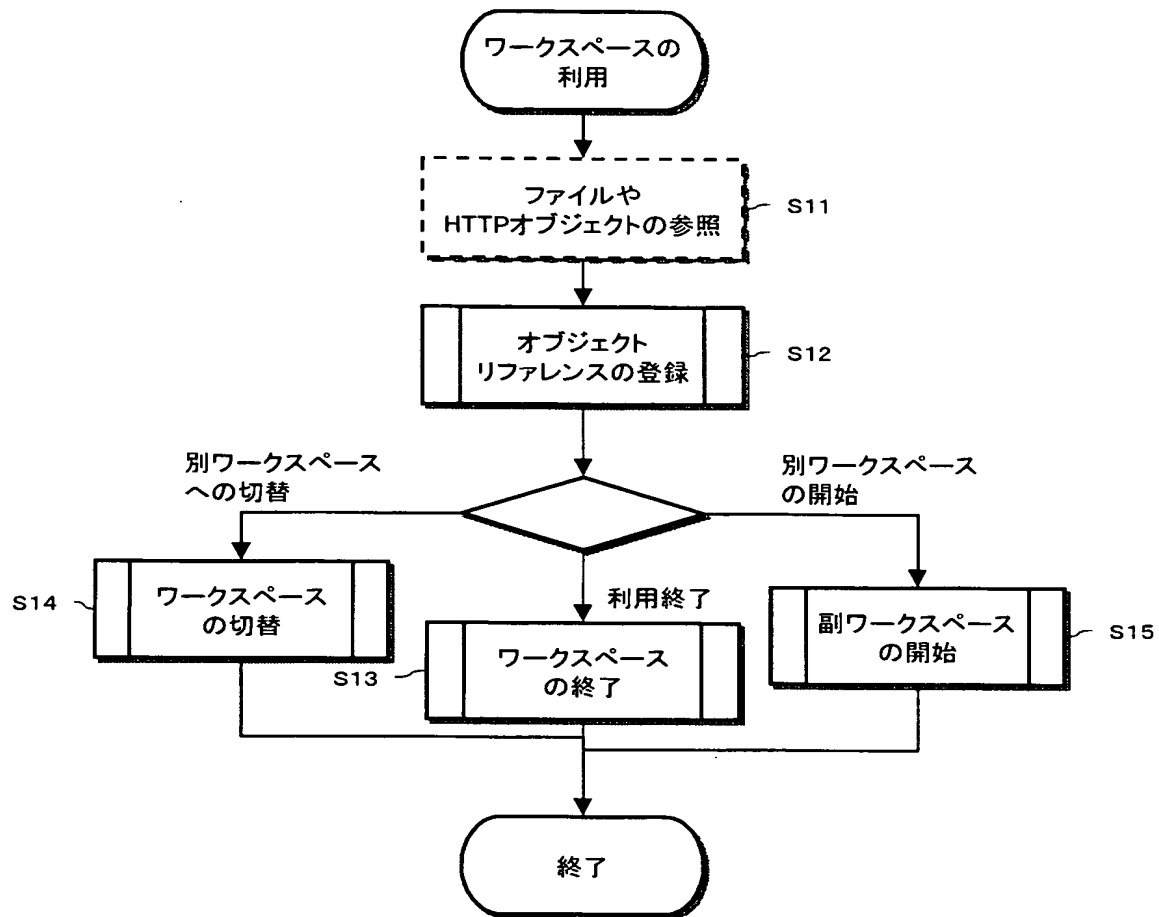 ワークスペースの
利用
ファイルや
HTTPオブジェクトの参照
S11
オブジェクト
リファレンスの登録
S12
別ワークスペース
への切替
別ワークスペース
の開始
S14
ワークスペース
の切替
利用終了
S13
ワークスペース
の終了
副ワークスペース
の開始
S15
終了